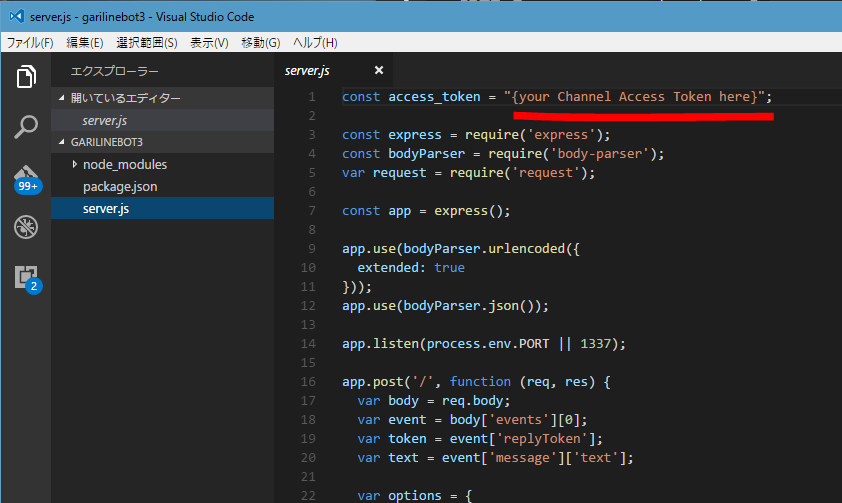 server.js - garilinebot3 - Visual Studio Code
ファイル(F) 編集(E) 選択範囲(S) 表示(V) 移動(G) ヘルプ(H)
エクスプローラー
開いているエディター
server.js
GARILINEBOT3
node_modules
package.json
server.js
99+
2
server.js ×
1 const access_token = "{your Channel Access Token here}";
2
3 const express = require('express');
4 const bodyParser = require('body-parser');
5 var request = require('request');
6
7 const app = express();
8
9 app.use(bodyParser.urlencoded({
10 extended: true
11 }));
12 app.use(bodyParser.json());
13
14 app.listen(process.env.PORT || 1337);
15
16 app.post('/', function (req, res) {
17 var body = req.body;
18 var event = body['events'][0];
19 var token = event['replyToken'];
20 var text = event['message']['text'];
21
22 var options = {